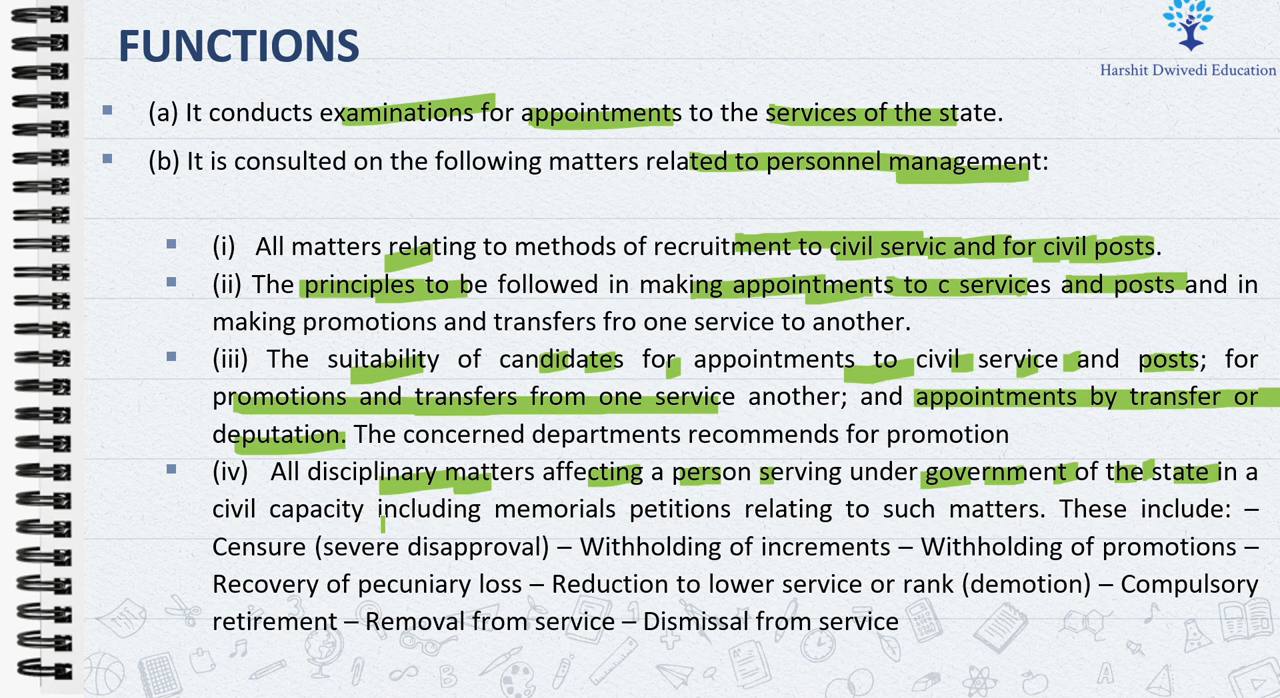 FUNCTIONS
Harshit Dwivedi Education
(a) It conducts examinations for appointments to the services of the state.
(b) It is consulted on the following matters related to personnel management:
(i) All matters relating to methods of recruitment to civil servic and for civil posts.
(ii) The principles to be followed in making appointments to c services and posts and in
making promotions and transfers fro one service to another.
(iii) The suitability of candidates for appointments to civil service and posts; for
promotions and transfers from one service another; and appointments by transfer or
deputation. The concerned departments recommends for promotion
(iv) All disciplinary matters affecting a person serving under government of the state in a
civil capacity including memorials petitions relating to such matters. These include: –
Censure (severe disapproval) – Withholding of increments – Withholding of promotions –
Recovery of pecuniary loss – Reduction to lower service or rank (demotion) – Compulsory
retirement – Removal from service – Dismissal from service